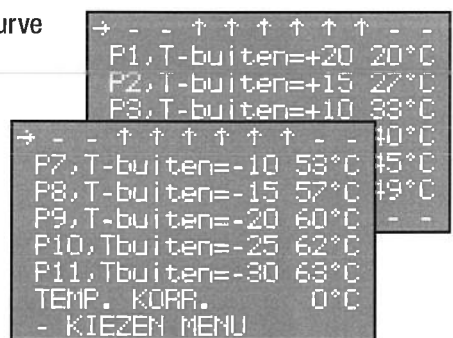 urve
→ - - ↑ ↑ ↑ ↑ ↑ ↑ - -
P1,T-buiten=+20 20°C
P2,T-buiten=+15 27°C
P3,T-buiten=+10 33°C
40°C
45°C
49°C
- -
→ - - ↑ ↑ ↑ ↑ ↑ ↑ - -
P7,T-buiten=-10 53°C
P8,T-buiten=-15 57°C
P9,T-buiten=-20 60°C
P10,Tbuiten=-25 62°C
P11,Tbuiten=-30 63°C
TEMP. KORR. 0°C
- KIEZEN MENU